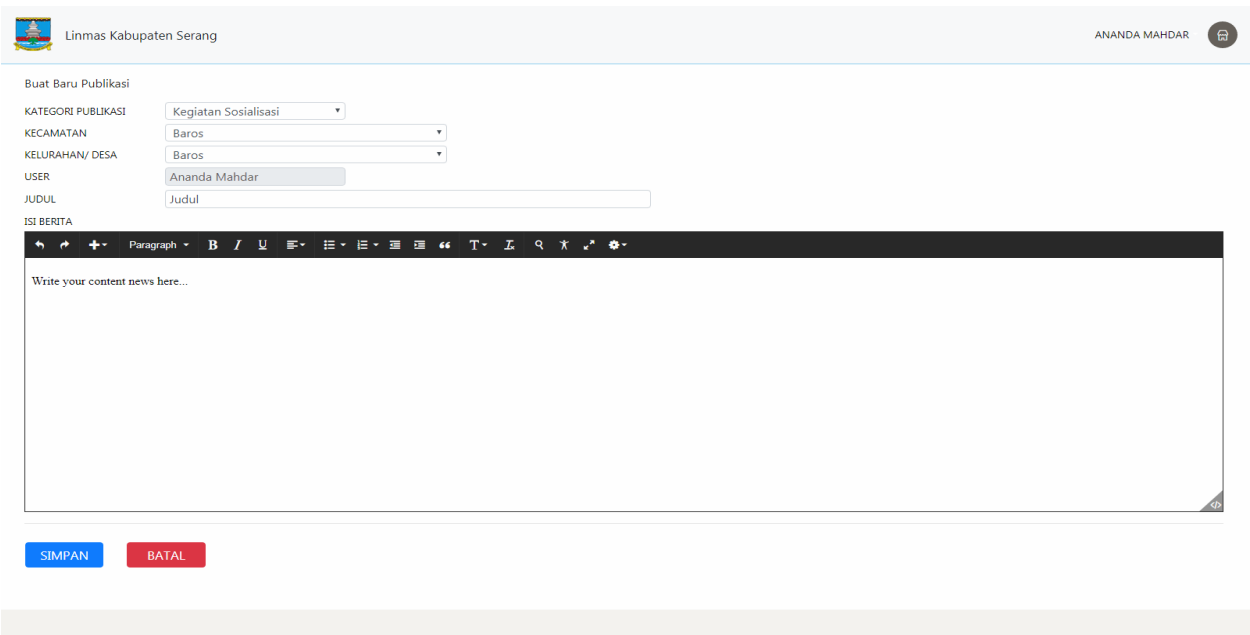 Linmas Kabupaten Serang
ANANDA MAHDAR
Buat Baru Publikasi
KATEGORI PUBLIKASI Kegiatan Sosialisasi
KECAMATAN Baros
KELURAHAN/ DESA Baros
USER Ananda Mahdar
JUDUL Judul
ISI BERITA
Paragraph B I U T
Write your content news here...
SIMPAN BATAL